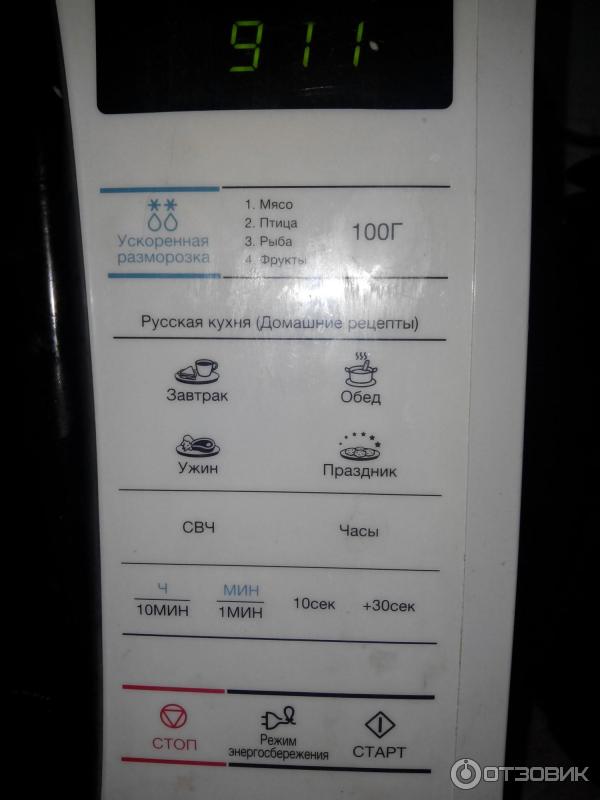 911
Ускоренная
разморозка
1. Мясо
2. Птица
3. Рыба
4. Фрукты
100Г
Русская кухня (Домашние рецепты)
Завтрак
Обед
Ужин
Праздник
СВЧ
Часы
Ч
10МИН
МИН
1МИН
10сек
+30сек
СТОП
Режим
энергосбережения
СТАРТ
ОТЗОВИК